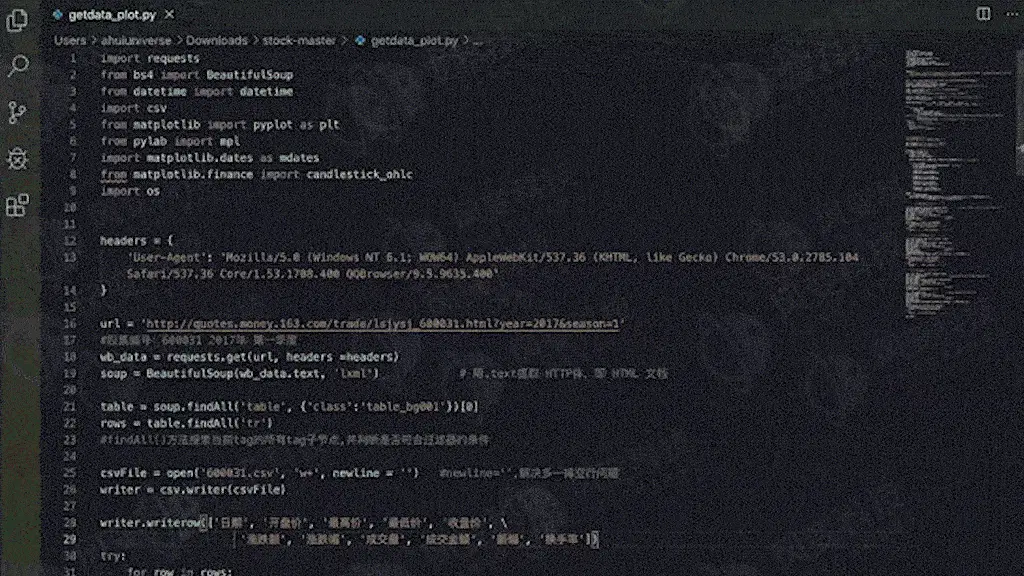 getdata_plot.py ×
Users > ahuiuniverse > Downloads > stock-master > getdata_plot.py > ...
1 import requests
2 from bs4 import BeautifulSoup
3 from datetime import datetime
4 import csv
5 from matplotlib import pyplot as plt
6 from pylab import mpl
7 import matplotlib.dates as mdates
8 from matplotlib.finance import candlestick_ohlc
9 import os
10
11
12 headers = {
13 'User-Agent': 'Mozilla/5.0 (Windows NT 6.1; WOW64) AppleWebKit/537.36 (KHTML, like Gecko) Chrome/53.0.2785.104
Safari/537.36 Core/1.53.1708.400 QQBrowser/9.5.9635.400'
14 }
15
16 url = 'http://quotes.money.163.com/trade/lsjysj_600031.html?year=2017&season=1'
17 #股票编号：600031 2017年 第一季度
18 wb_data = requests.get(url, headers =headers)
19 soup = BeautifulSoup(wb_data.text, 'lxml') # 用.text HTTP体，即 HTML 文档
20
21 table = soup.findAll('table', {'class':'table_bg001'})[0]
22 rows = table.findAll('tr')
23 #findAll()方法搜索当前tag的所有tag子节点,并判断是否符合过滤器的条件
24
25 csvFile = open('600031.csv', 'w+', newline = '') #newline='',解决多一持空行问题
26 writer = csv.writer(csvFile)
27
28 writer.writerow(['日期', '开盘价', '最高价', '最低价', '收盘价', \
29 '涨跌额', '涨跌幅', '成交量', '成交金额', '振幅', '换手率'])
30 try:
31 for row in rows: